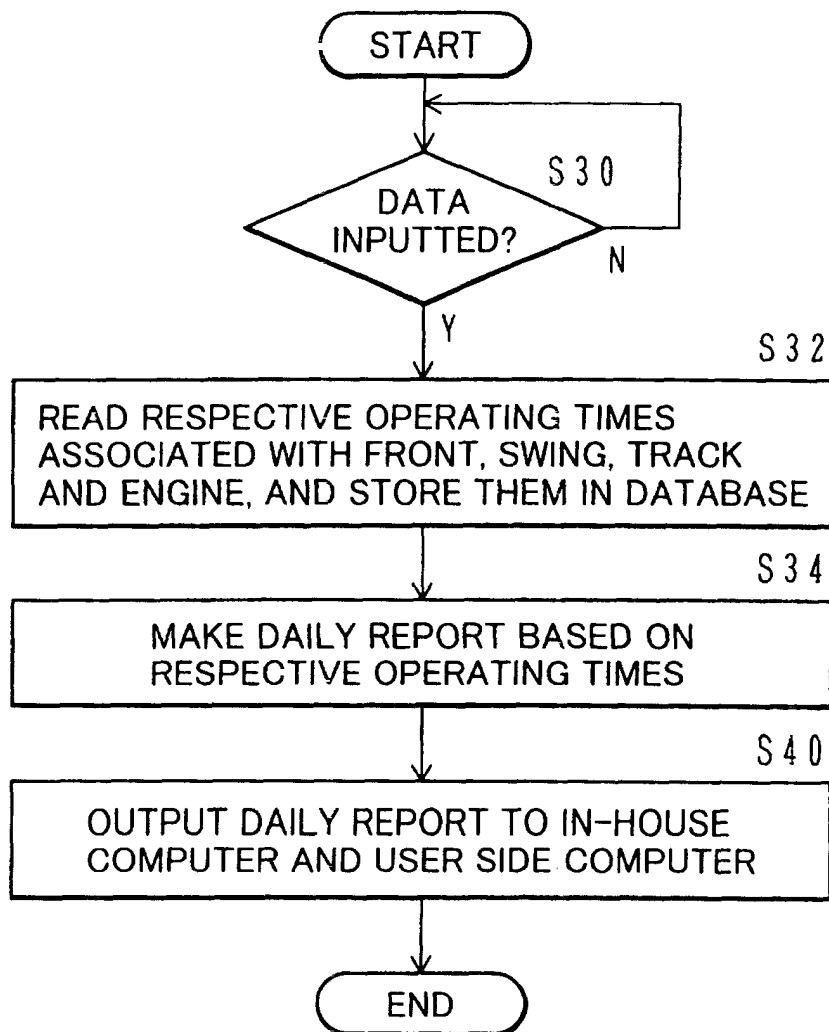 START
S30
DATA
INPUTTED?
N
Y
S32
READ RESPECTIVE OPERATING TIMES
ASSOCIATED WITH FRONT, SWING, TRACK
AND ENGINE, AND STORE THEM IN DATABASE
S34
MAKE DAILY REPORT BASED ON
RESPECTIVE OPERATING TIMES
S40
OUTPUT DAILY REPORT TO IN-HOUSE
COMPUTER AND USER SIDE COMPUTER
END